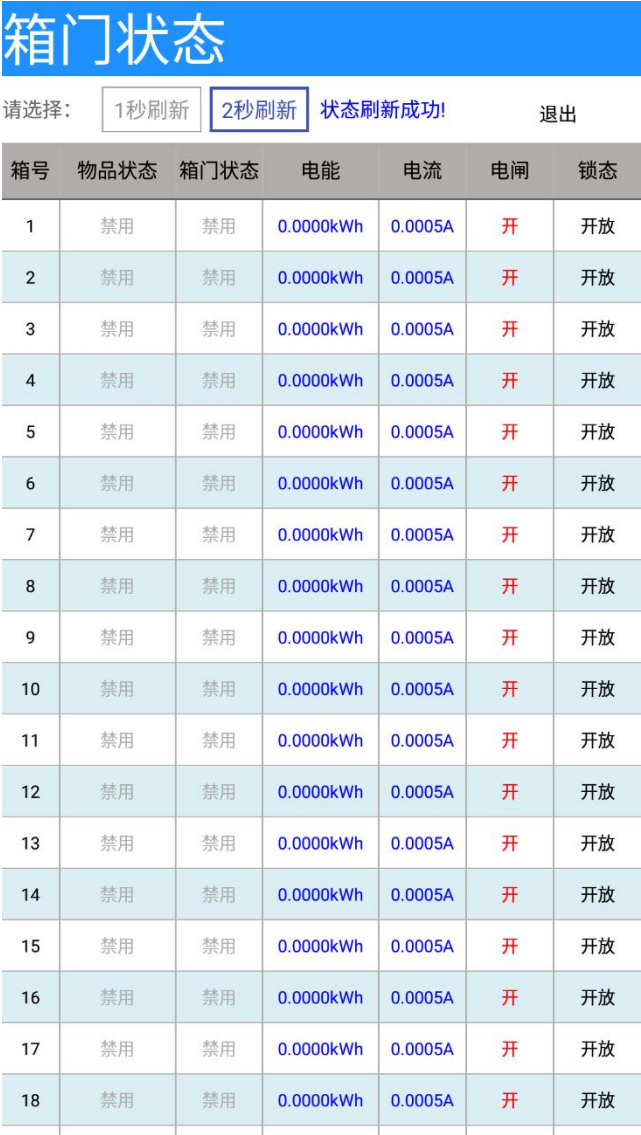 箱门状态
请选择： 1秒刷新 2秒刷新 状态刷新成功! 退出
箱号 物品状态 箱门状态 电能 电流 电闸 锁态
1 禁用 禁用 0.0000kWh 0.0005A 开 开放
2 禁用 禁用 0.0000kWh 0.0005A 开 开放
3 禁用 禁用 0.0000kWh 0.0005A 开 开放
4 禁用 禁用 0.0000kWh 0.0005A 开 开放
5 禁用 禁用 0.0000kWh 0.0005A 开 开放
6 禁用 禁用 0.0000kWh 0.0005A 开 开放
7 禁用 禁用 0.0000kWh 0.0005A 开 开放
8 禁用 禁用 0.0000kWh 0.0005A 开 开放
9 禁用 禁用 0.0000kWh 0.0005A 开 开放
10 禁用 禁用 0.0000kWh 0.0005A 开 开放
11 禁用 禁用 0.0000kWh 0.0005A 开 开放
12 禁用 禁用 0.0000kWh 0.0005A 开 开放
13 禁用 禁用 0.0000kWh 0.0005A 开 开放
14 禁用 禁用 0.0000kWh 0.0005A 开 开放
15 禁用 禁用 0.0000kWh 0.0005A 开 开放
16 禁用 禁用 0.0000kWh 0.0005A 开 开放
17 禁用 禁用 0.0000kWh 0.0005A 开 开放
18 禁用 禁用 0.0000kWh 0.0005A 开 开放